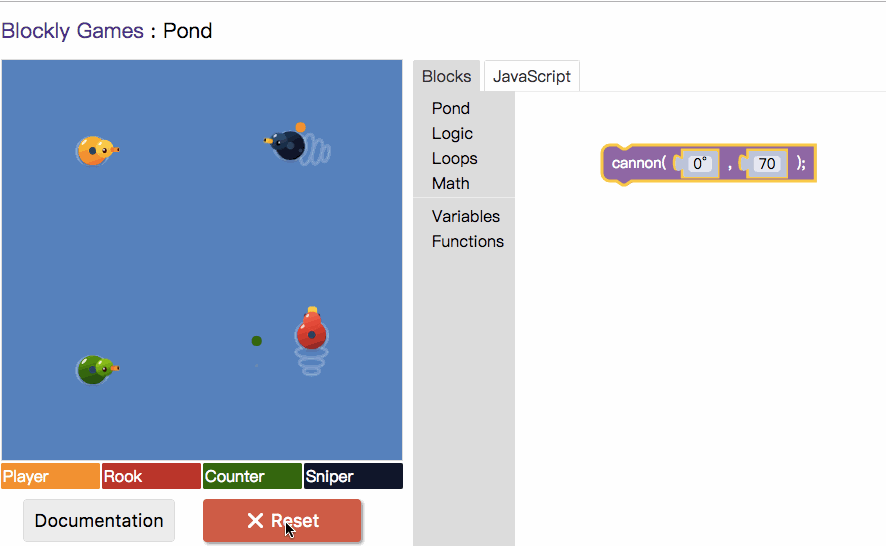 Blockly Games : Pond
Blocks
JavaScript
Pond
Logic
Loops
Math
Variables
Functions
cannon( 0° , 70 );
Player
Rook
Counter
Sniper
Documentation
Reset